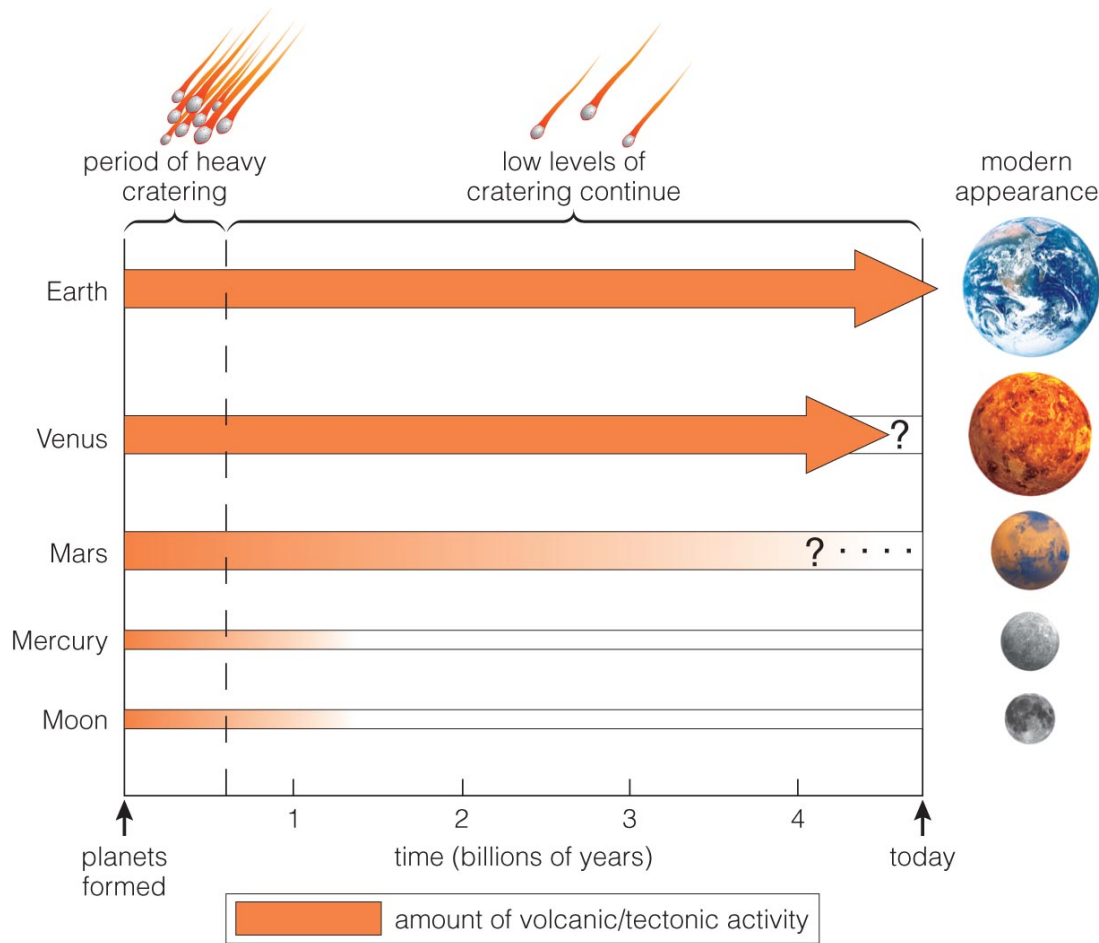 period of heavy
cratering
low levels of
cratering continue
modern
appearance
Earth
Venus
?
Mars
? · · · ·
Mercury
Moon
1
2
3
4
planets
formed
time (billions of years)
today
amount of volcanic/tectonic activity